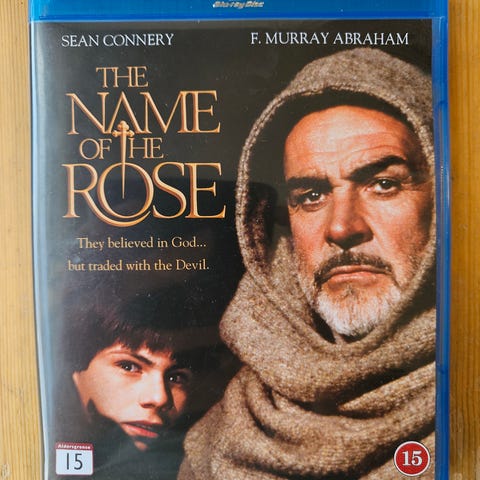 Blu-ray Disc
SEAN CONNERY F. MURRAY ABRAHAM
THE
NAME
OF THE
ROSE
They believed in God...
but traded with the Devil.
Aldersgrense
15
15